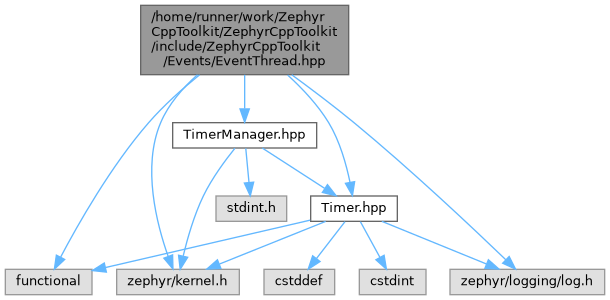 /home/runner/work/Zephyr
CppToolkit/ZephyrCppToolkit
/include/ZephyrCppToolkit
/Events/EventThread.hpp
TimerManager.hpp
stdint.h
Timer.hpp
functional
zephyr/kernel.h
cstddef
cstdint
zephyr/logging/log.h